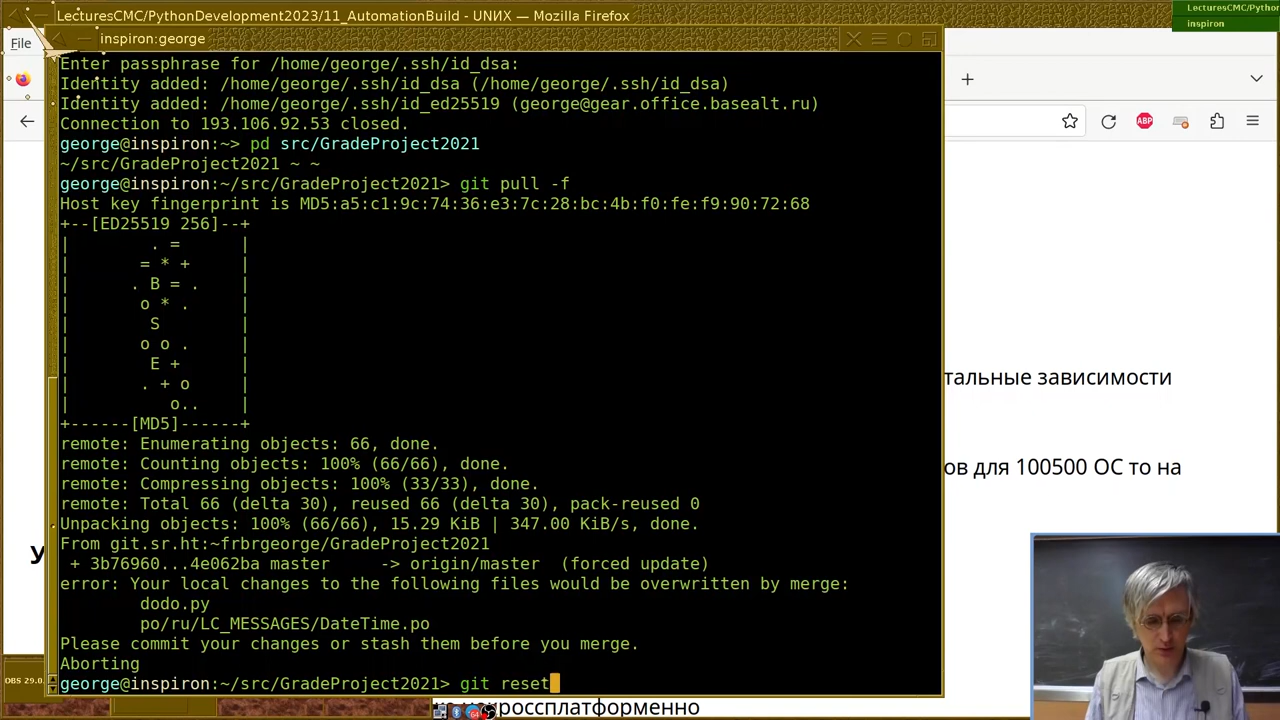 LecturesCMC/PythonDevelopment2023/11_AutomationBuild - UNИX — Mozilla Firefox
LecturesCMC/Python
inspiron
File
inspiron:george
Enter passphrase for /home/george/.ssh/id_dsa:
Identity added: /home/george/.ssh/id_dsa (/home/george/.ssh/id_dsa)
Identity added: /home/george/.ssh/id_ed25519 (george@gear.office.basealt.ru)
Connection to 193.106.92.53 closed.
george@inspiron:~> pd src/GradeProject2021
~/src/GradeProject2021 ~ ~
george@inspiron:~/src/GradeProject2021> git pull -f
Host key fingerprint is MD5:a5:c1:9c:74:36:e3:7c:28:bc:4b:f0:fe:f9:90:72:68
+--[ED25519 256]--+
|        . =      |
|       = * +     |
|      . B = .    |
|       o * .     |
|        S        |
|       o o .     |
|        E +      |
|       . + o     |
|          o..    |
+------[MD5]------+
remote: Enumerating objects: 66, done.
remote: Counting objects: 100% (66/66), done.
remote: Compressing objects: 100% (33/33), done.
remote: Total 66 (delta 30), reused 66 (delta 30), pack-reused 0
Unpacking objects: 100% (66/66), 15.29 KiB | 347.00 KiB/s, done.
From git.sr.ht:~frbrgeorge/GradeProject2021
 + 3b76960...4e062ba master     -> origin/master  (forced update)
error: Your local changes to the following files would be overwritten by merge:
        dodo.py
        po/ru/LC_MESSAGES/DateTime.po
Please commit your changes or stash them before you merge.
Aborting
george@inspiron:~/src/GradeProject2021> git reset
ABP
тальные зависимости
ов для 100500 ОС то на
У
OBS 29.0
64
россплатформенно